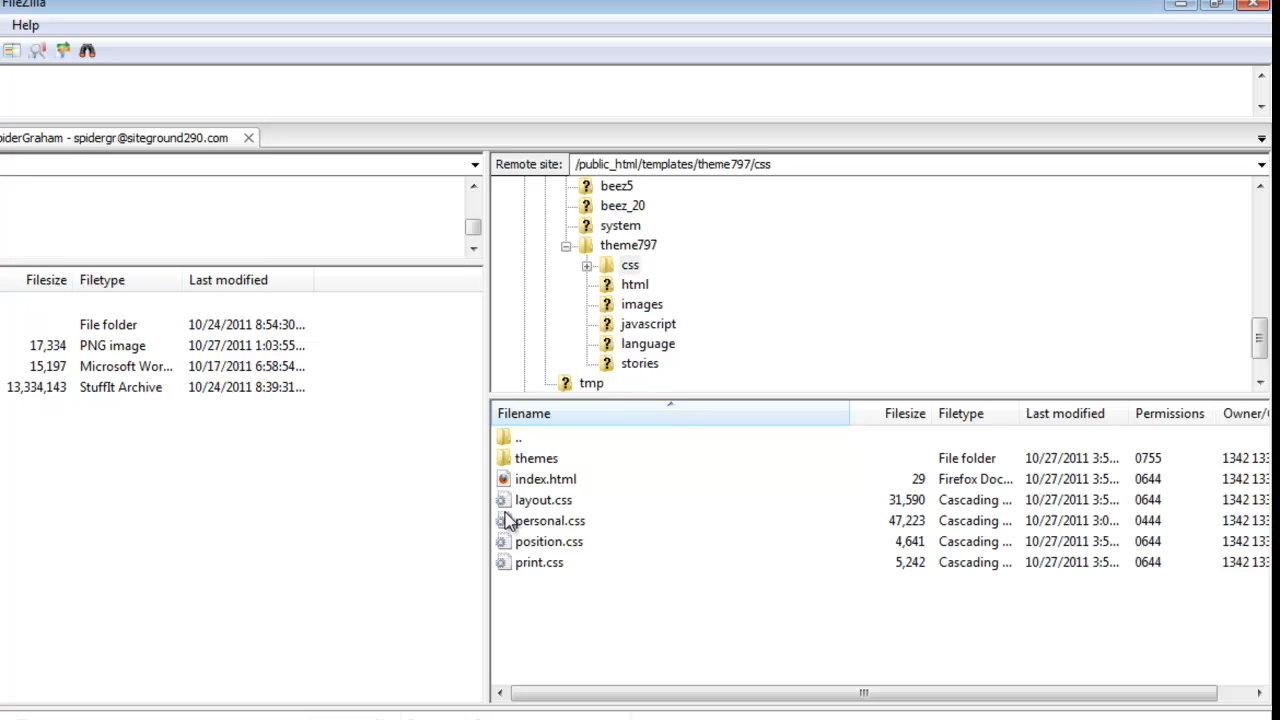 FileZilla
Help
piderGraham - spidergr@siteground290.com
Remote site: /public_html/templates/theme797/css
beez5
beez_20
system
theme797
css
html
images
javascript
language
stories
tmp
Filesize Filetype Last modified
File folder 10/24/2011 8:54:30...
17,334 PNG image 10/27/2011 1:03:55...
15,197 Microsoft Wor... 10/17/2011 6:58:54...
13,334,143 StuffIt Archive 10/24/2011 8:39:31...
Filename Filesize Filetype Last modified Permissions Owner/
..
themes File folder 10/27/2011 3:5... 0755 1342 13
index.html 29 Firefox Doc... 10/27/2011 3:5... 0644 1342 13
layout.css 31,590 Cascading ... 10/27/2011 3:5... 0644 1342 13
personal.css 47,223 Cascading ... 10/27/2011 3:0... 0444 1342 13
position.css 4,641 Cascading ... 10/27/2011 3:5... 0644 1342 13
print.css 5,242 Cascading ... 10/27/2011 3:5... 0644 1342 13